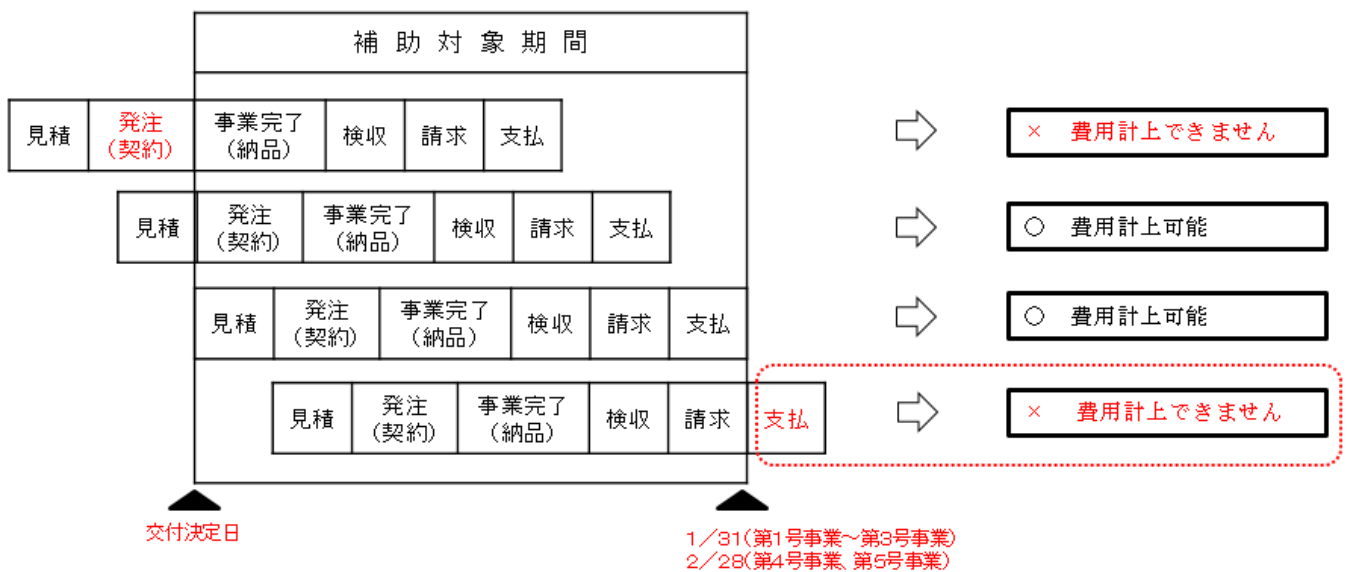 補助対象期間
見積 発注 事業完了 検収 請求 支払 × 費用計上できません
(契約) (納品)
見積 発注 事業完了 検収 請求 支払 ○ 費用計上可能
(契約) (納品)
見積 発注 事業完了 検収 請求 支払 ○ 費用計上可能
(契約) (納品)
見積 発注 事業完了 検収 請求 支払 × 費用計上できません
(契約) (納品)
交付決定日
1/31(第1号事業~第3号事業)
2/28(第4号事業、第5号事業)